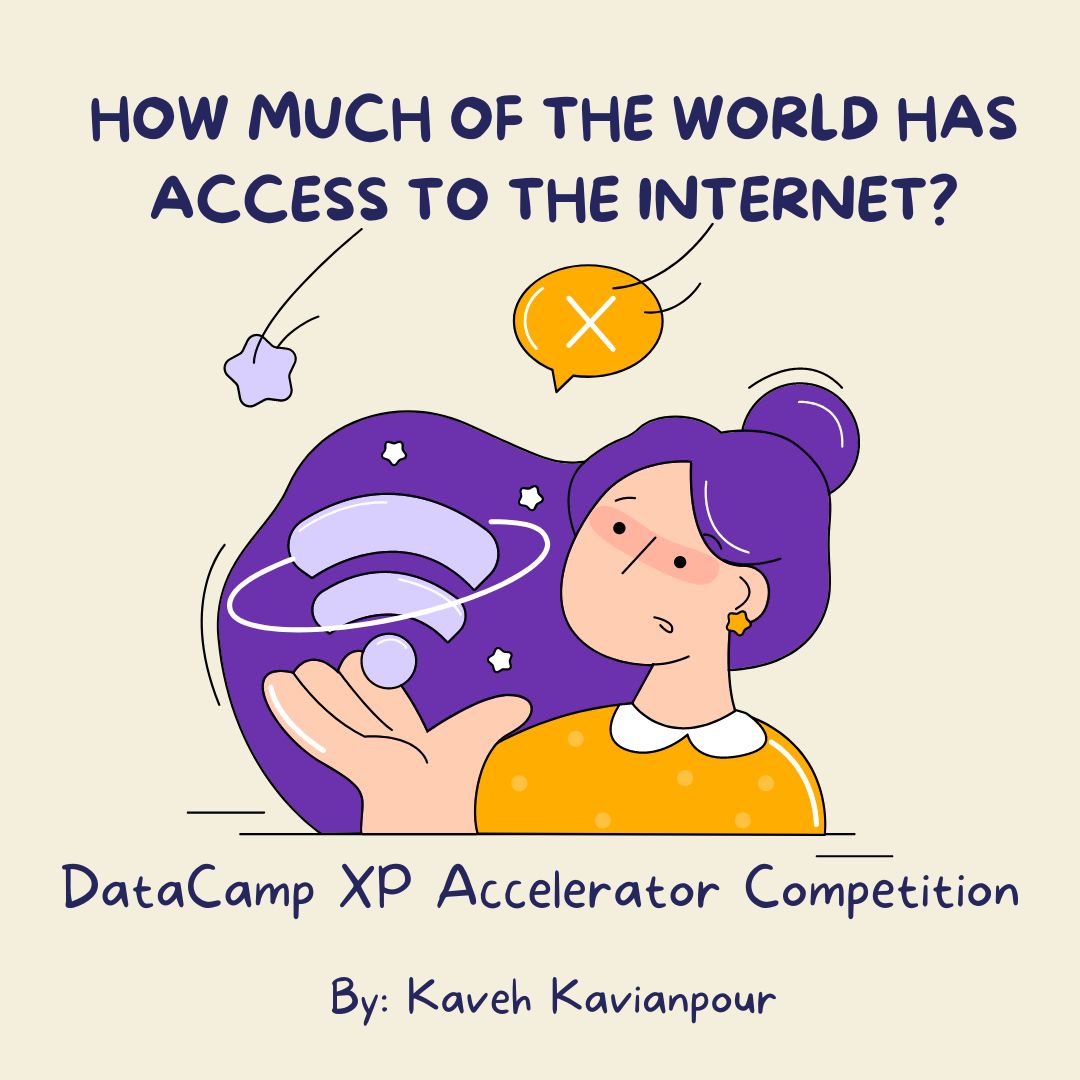 HOW MUCH OF THE WORLD HAS
ACCESS TO THE INTERNET?
DataCamp XP Accelerator Competition
By: Kaveh Kavianpour